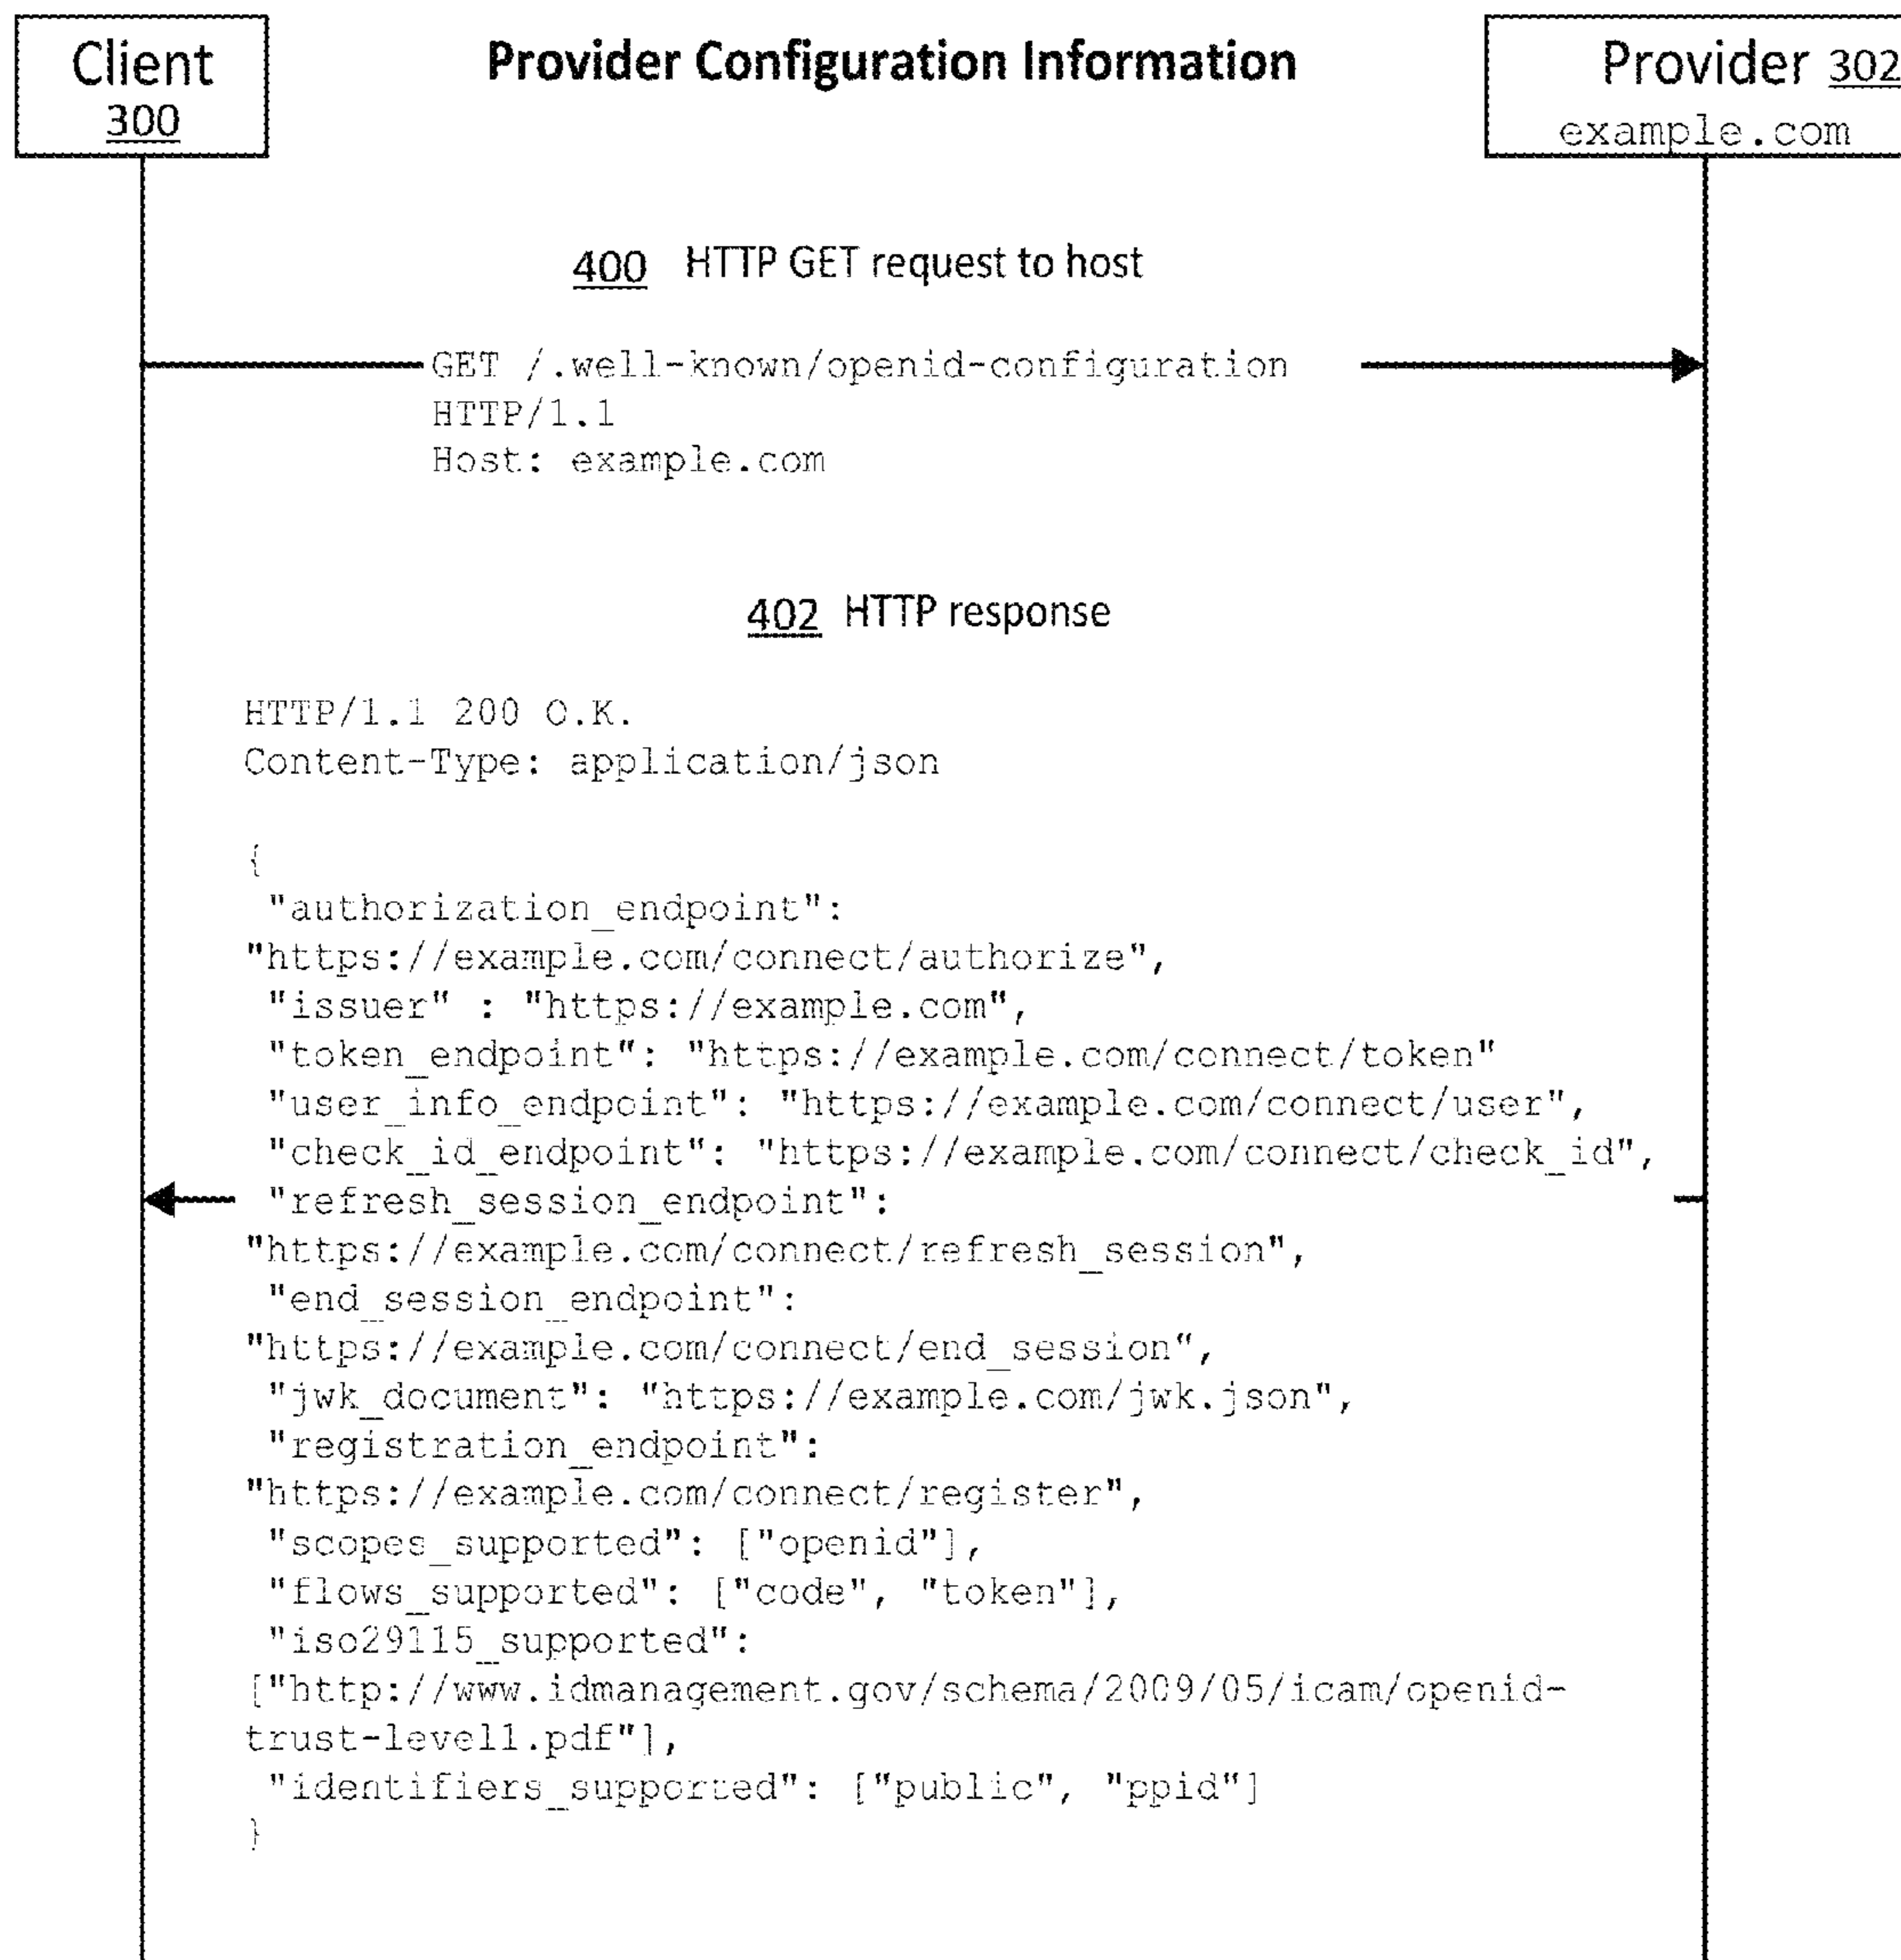 Client
300
Provider Configuration Information
Provider 302
example.com
400 HTTP GET request to host
GET /.well-known/openid-configuration
HTTP/1.1
Host: example.com
402 HTTP response
HTTP/1.1 200 O.K.
Content-Type: application/json
{
"authorization_endpoint":
"https://example.com/connect/authorize",
"issuer" : "https://example.com",
"token_endpoint": "https://example.com/connect/token"
"user_info_endpoint": "https://example.com/connect/user",
"check_id_endpoint": "https://example.com/connect/check_id",
"refresh_session_endpoint":
"https://example.com/connect/refresh_session",
"end_session_endpoint":
"https://example.com/connect/end_session",
"jwk_document": "https://example.com/jwk.json",
"registration_endpoint":
"https://example.com/connect/register",
"scopes_supported": ["openid"],
"flows_supported": ["code", "token"],
"iso29115_supported":
["http://www.idmanagement.gov/schema/2009/05/icam/openid-
trust-level1.pdf"],
"identifiers_supported": ["public", "ppid"]
}